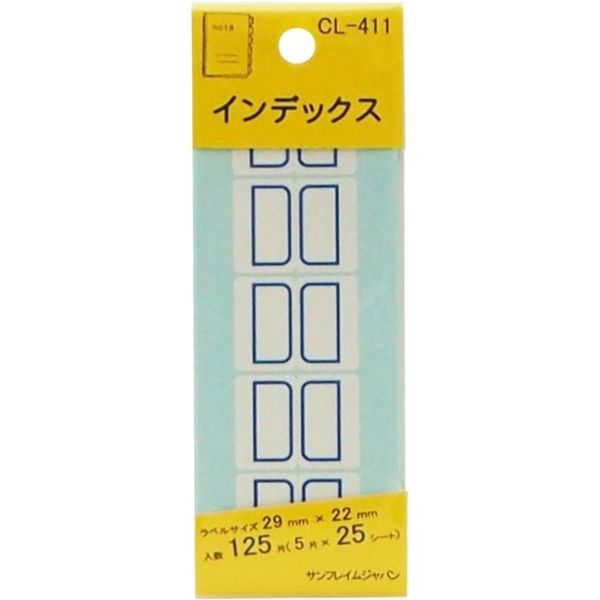 NOTE
CL-411
インデックス
ラベルサイズ 29 mm × 22 mm
入数 125 片(5 片 × 25 シート)
サンフレイムジャパン